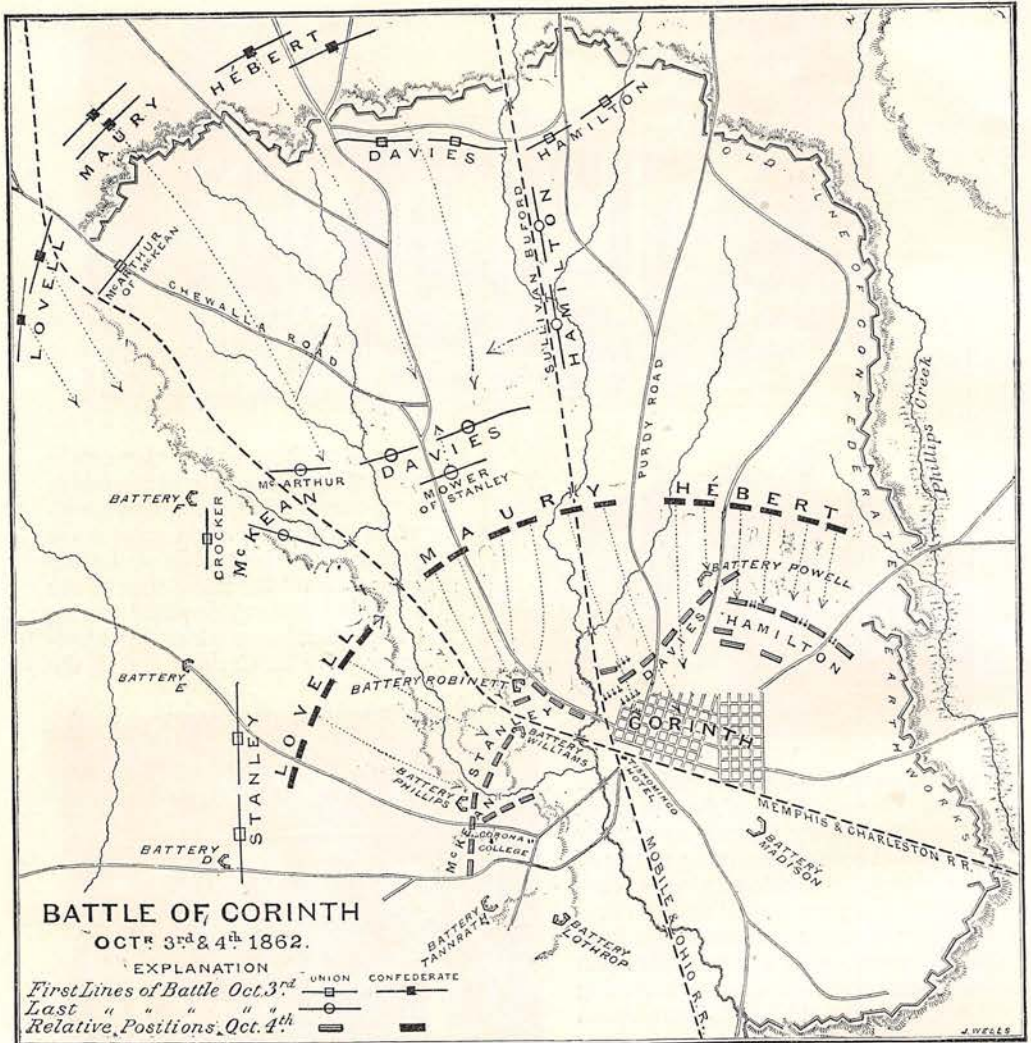 HÉBERT
MAURY
DAVIES
HAMILTON
OLD LINE OF CONFEDERATE EARTH WORKS
LOVELL
McARTHUR
OF McKEAN
CHEWALLA ROAD
SULLIVAN BUFORD
HAMILTON
PURDY ROAD
Phillips Creek
DAVIES
McARTHUR
MOWER
OF STANLEY
BATTERY
F
CROCKER
McKEAN
MAURY
HÉBERT
BATTERY POWELL
HAMILTON
DAVIES
LOVELL
BATTERY ROBINETT
BATTERY
E
STANLEY
BATTERY
WILLIAMS
CORINTH
TISHOMINGO
HOTEL
STANLEY
BATTERY
PHILLIPS
McKEAN
"CORONA"
COLLEGE
MEMPHIS & CHARLESTON R.R.
BATTERY
MADISON
BATTERY
D
MOBILE & OHIO R.R.
BATTERY
TANNRATH
BATTERY
LOTHROP
BATTLE OF CORINTH
OCTR. 3rd & 4th 1862.
EXPLANATION
UNION CONFEDERATE
First Lines of Battle Oct. 3rd
Last " " " " "
Relative Positions, Oct. 4th
J. WELLS